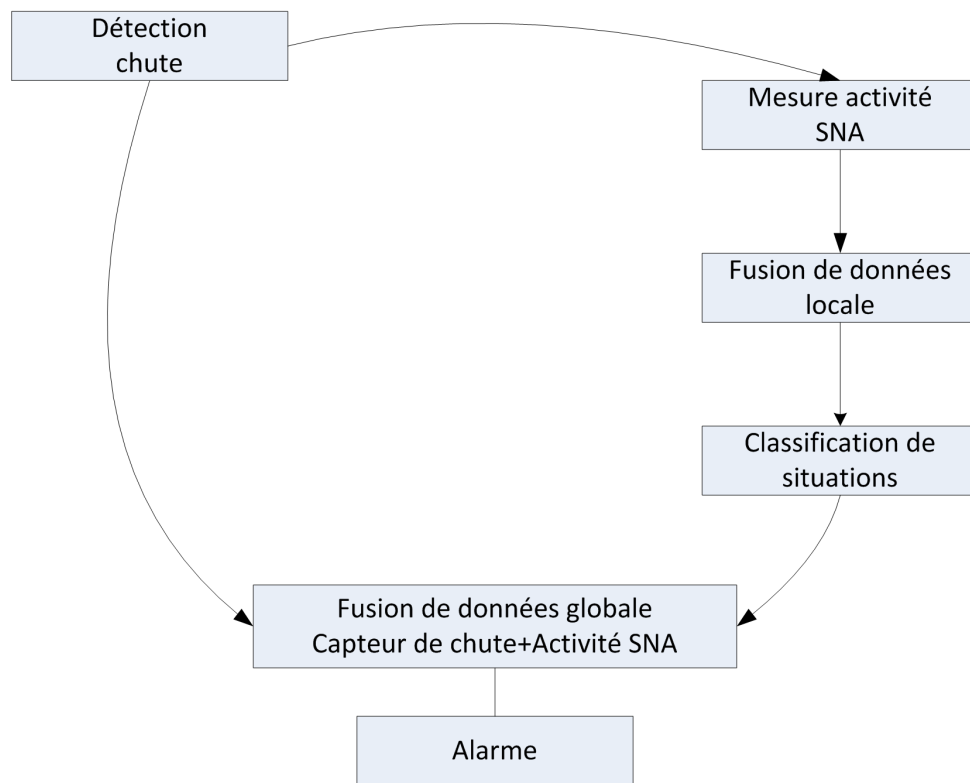 Détection
chute
Mesure activité
SNA
Fusion de données
locale
Classification de
situations
Fusion de données globale
Capteur de chute+Activité SNA
Alarme